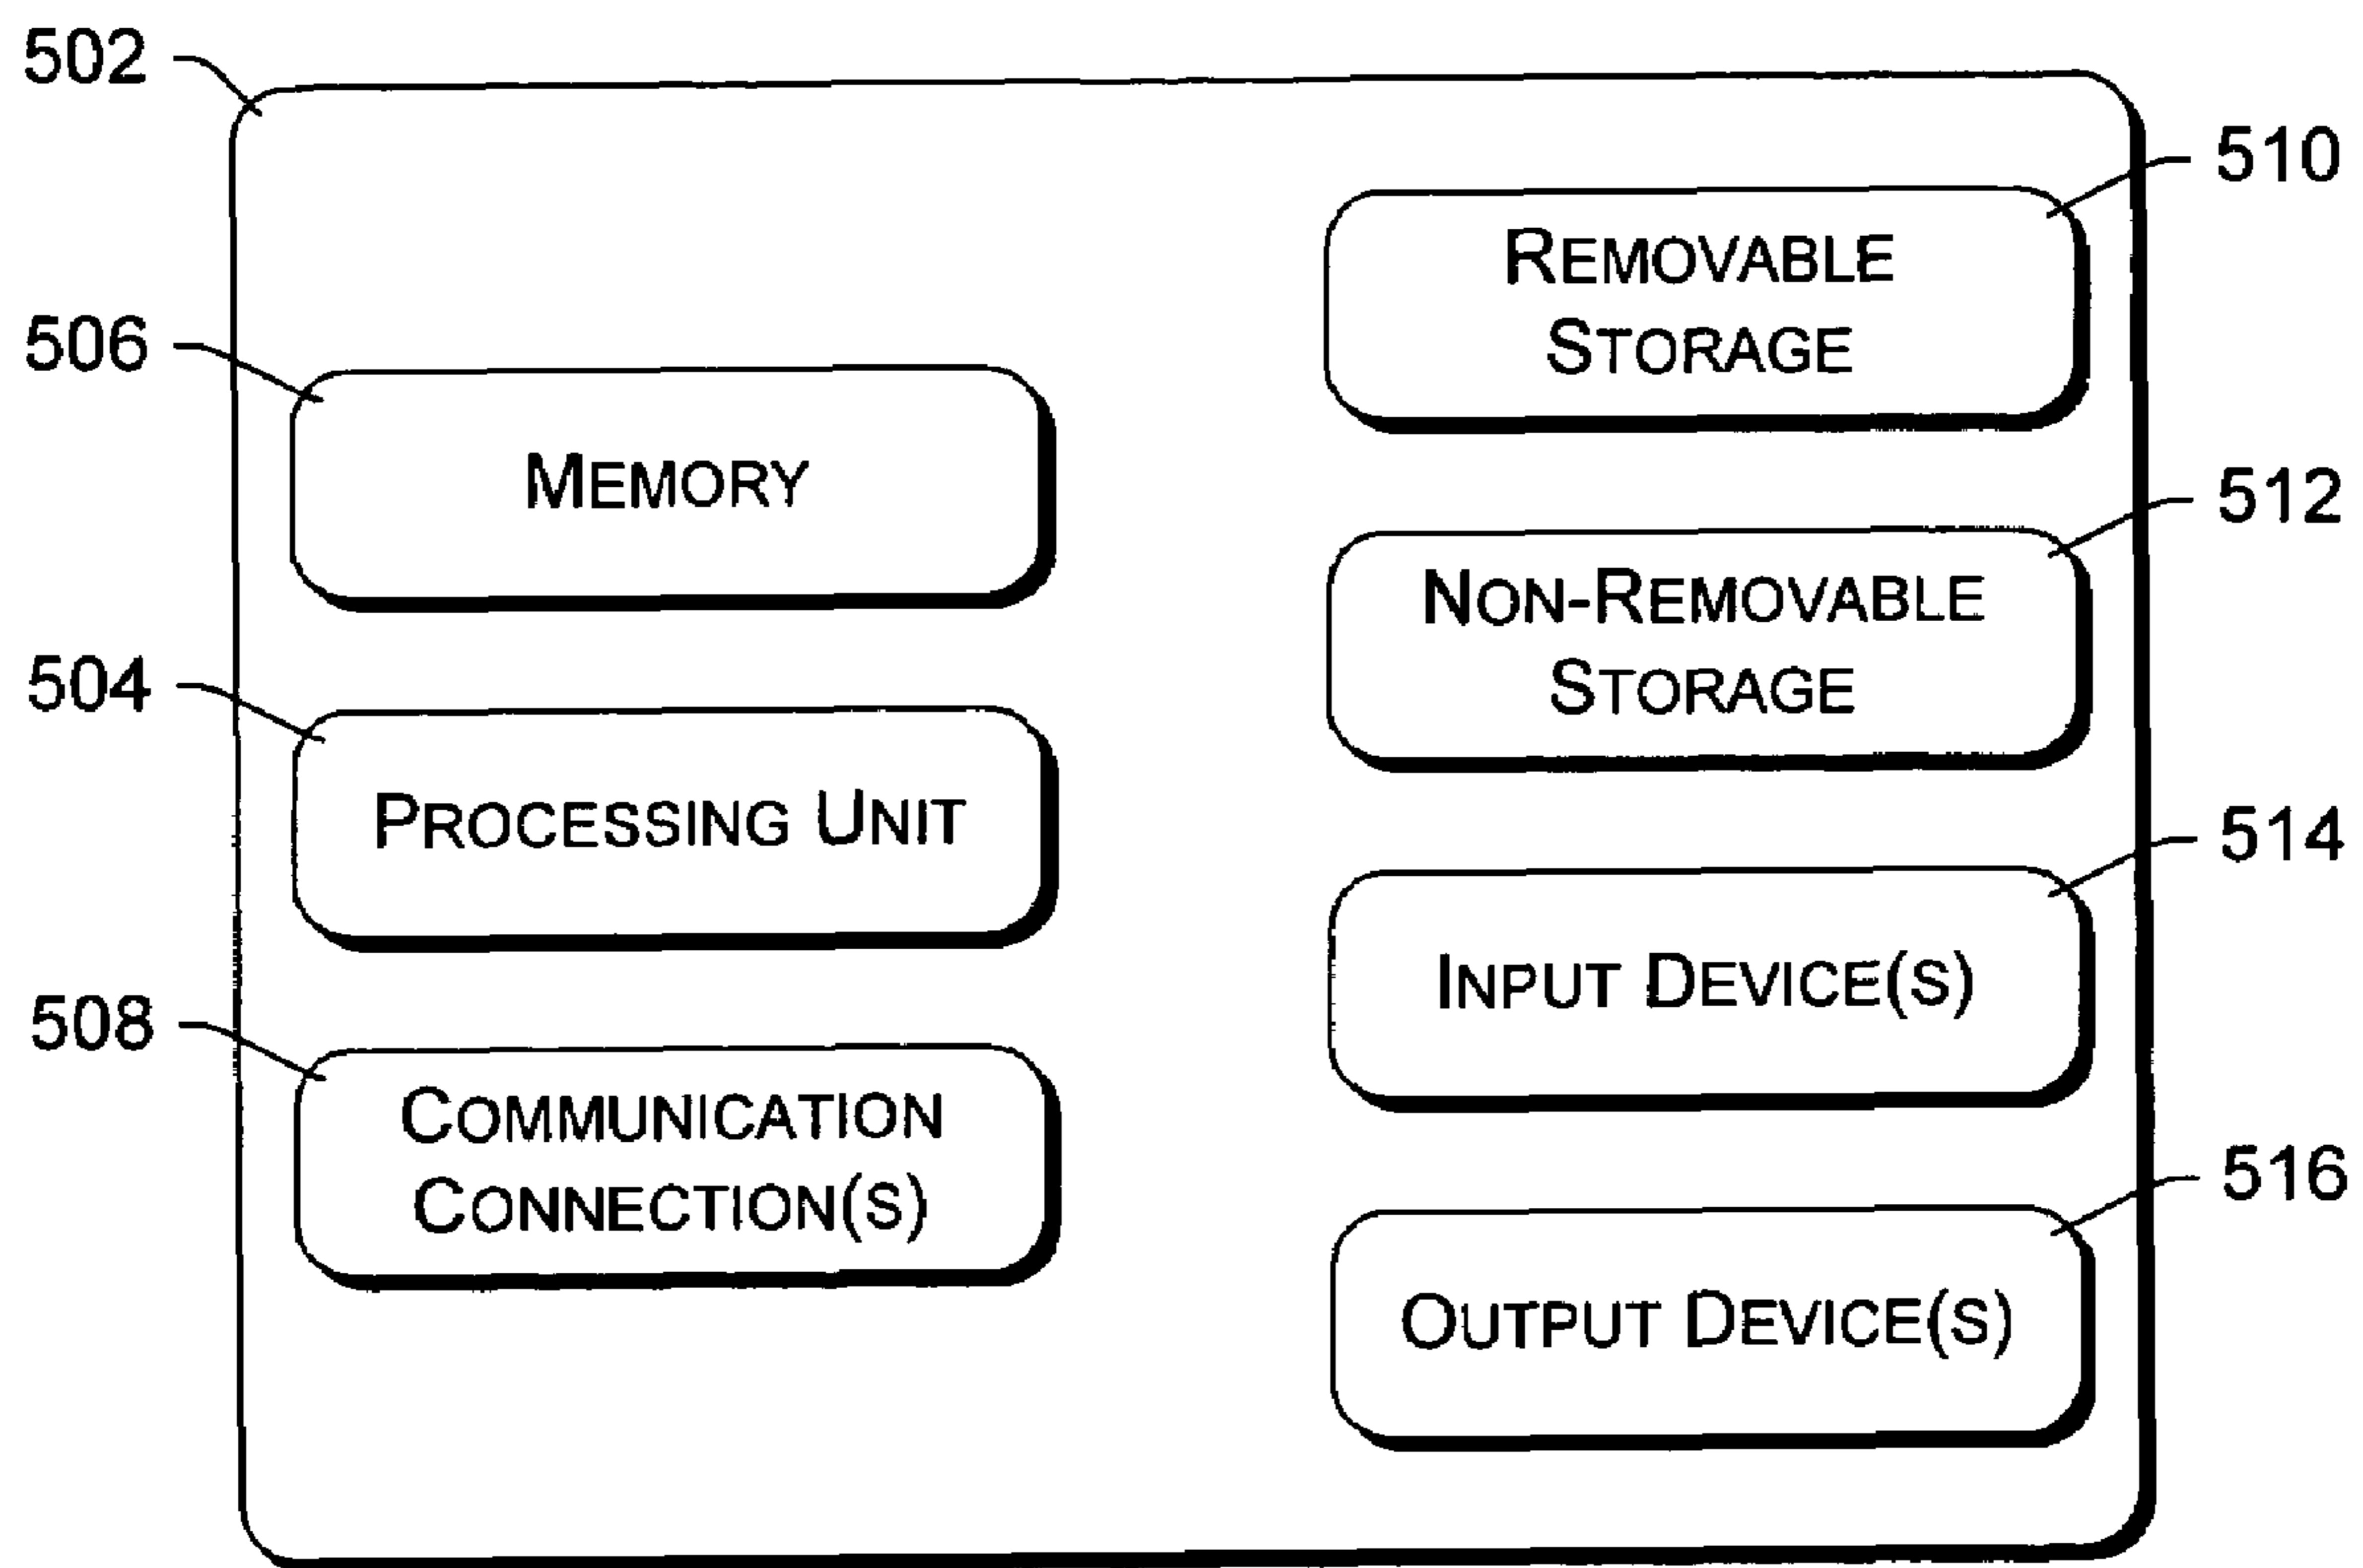 502
510
REMOVABLE
STORAGE
506
MEMORY
512
NON-REMOVABLE
STORAGE
504
PROCESSING UNIT
514
INPUT DEVICE(S)
508
COMMUNICATION
CONNECTION(S)
516
OUTPUT DEVICE(S)